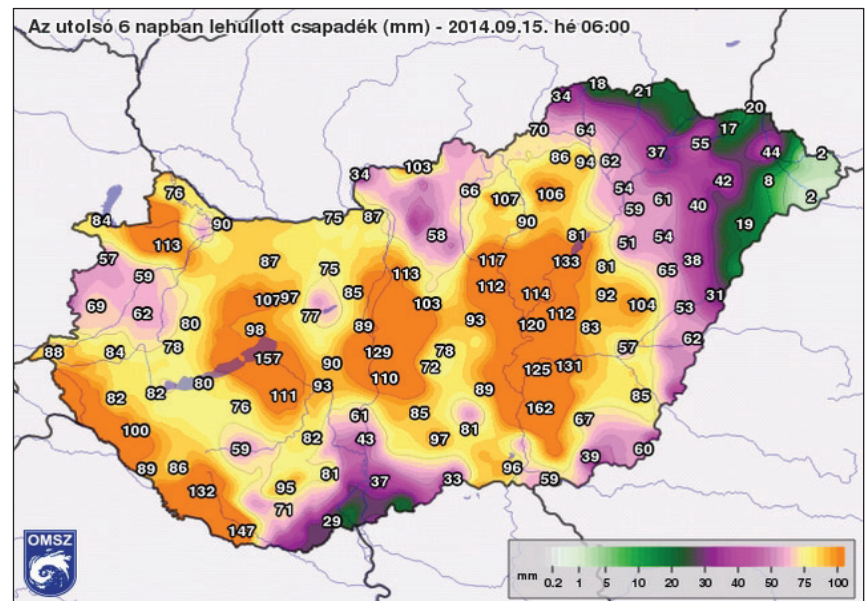 Az utolsó 6 napban lehüllott csapadék (mm) - 2014.09.15. hé 06:00
18
34 21
20
70 64 17
55
86 94 62 37 44 2
34 103
76 66 54 42 8 2
107 106 61
59 40
84 90 75 87 90 19
113 58 81 51 54
57 87 117 133 38
59 75 113 81 65
107 97 85 112 114 92 31
69 62 77 103 112 104 53
80 98 89 93 120 83
88 84 78 157 129 78 57 62
90 72 125 131
82 82 80 111 93 110 89 85
76 61 85 162 67
100 82 43 97 81
59 60
89 86 81 96 39
132 95 37 33 59
71
147 29
OMSZ
mm 0.2 1 5 10 20 30 40 50 75 100